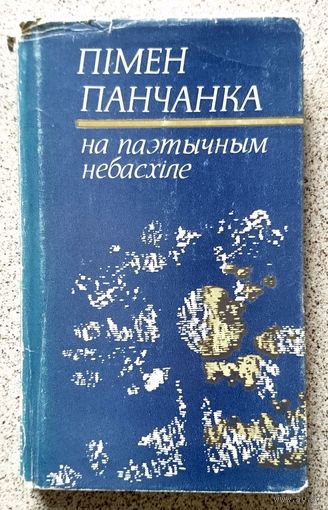 ПІМЕН
ПАНЧАНКА
на паэтычным
небасхіле